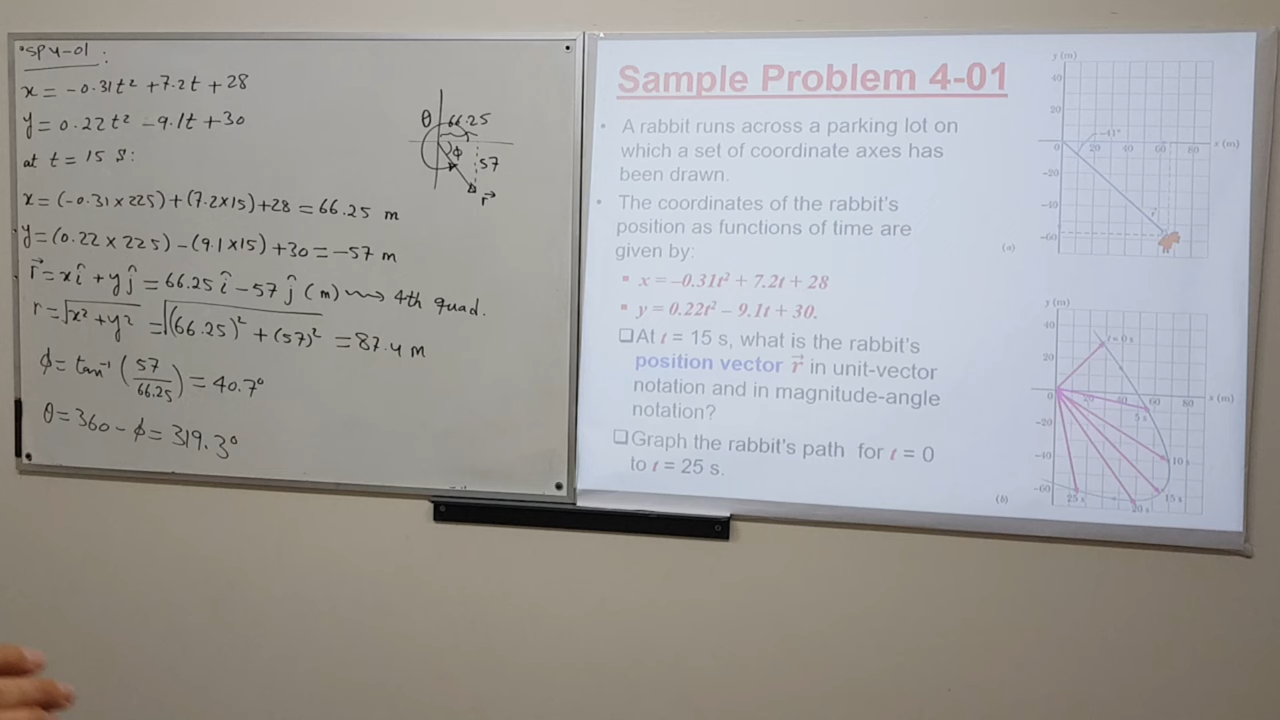 •SP4-01:
x = -0.31t² + 7.2t + 28
y = 0.22t² - 9.1t + 30
at t = 15 s:
x = (-0.31×225)+(7.2×15)+28 = 66.25 m
y = (0.22×225)-(9.1×15)+30 = -57 m
r⃗ = xî + yĵ = 66.25 î - 57 ĵ (m) ⟿ 4th quad.
r = √x²+y² = √(66.25)² + (57)² = 87.4 m
ϕ = tan⁻¹ (57/66.25) = 40.7°
θ = 360 - ϕ = 319.3°
θ 66.25
ϕ 57
r⃗
Sample Problem 4-01
• A rabbit runs across a parking lot on
which a set of coordinate axes has
been drawn.
• The coordinates of the rabbit's
position as functions of time are
given by:
▪ x = –0.31t² + 7.2t + 28
▪ y = 0.22t² – 9.1t + 30.
❑At t = 15 s, what is the rabbit's
position vector r⃗ in unit-vector
notation and in magnitude-angle
notation?
❑Graph the rabbit's path for t = 0
to t = 25 s.
y (m)
40
20
0 20 40 60 80 x (m)
–41°
–20
–40
–60
r⃗
(a)
y (m)
40
t = 0 s
20
0 20 40 60 80 x (m)
5 s
–20
–40
10 s
–60
25 s 20 s 15 s
(b)